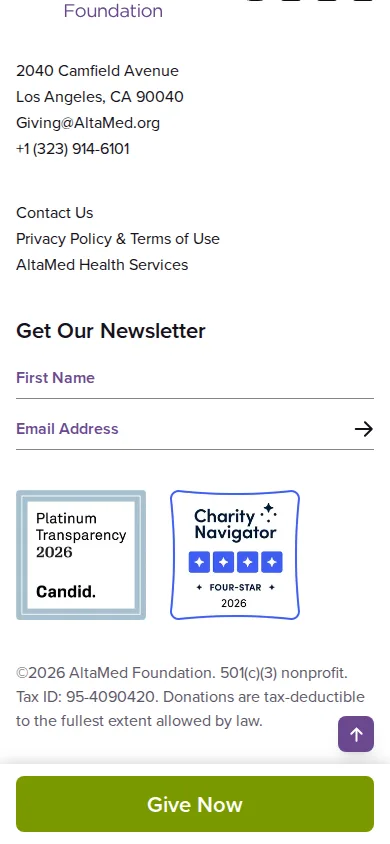 Foundation
2040 Camfield Avenue
Los Angeles, CA 90040
Giving@AltaMed.org
+1 (323) 914-6101
Contact Us
Privacy Policy & Terms of Use
AltaMed Health Services
Get Our Newsletter
First Name
Email Address
Platinum
Transparency
2026
Candid.
Charity
Navigator
FOUR-STAR
2026
©2026 AltaMed Foundation. 501(c)(3) nonprofit.
Tax ID: 95-4090420. Donations are tax-deductible
to the fullest extent allowed by law.
Give Now